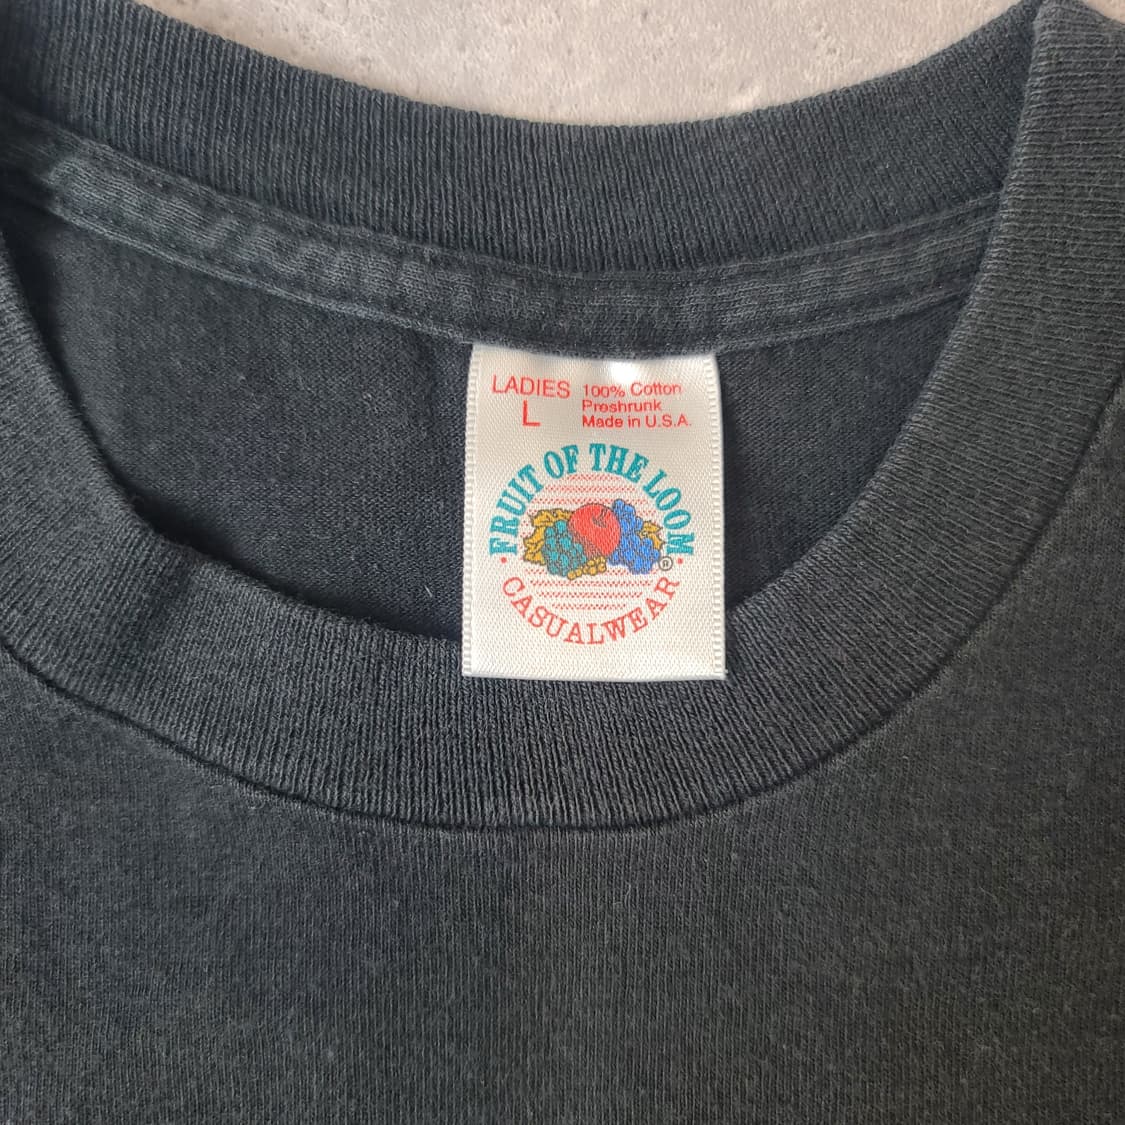 LADIES
L
100% Cotton
Preshrunk
Made in U.S.A.
FRUIT OF THE LOOM
®
· CASUALWEAR ·